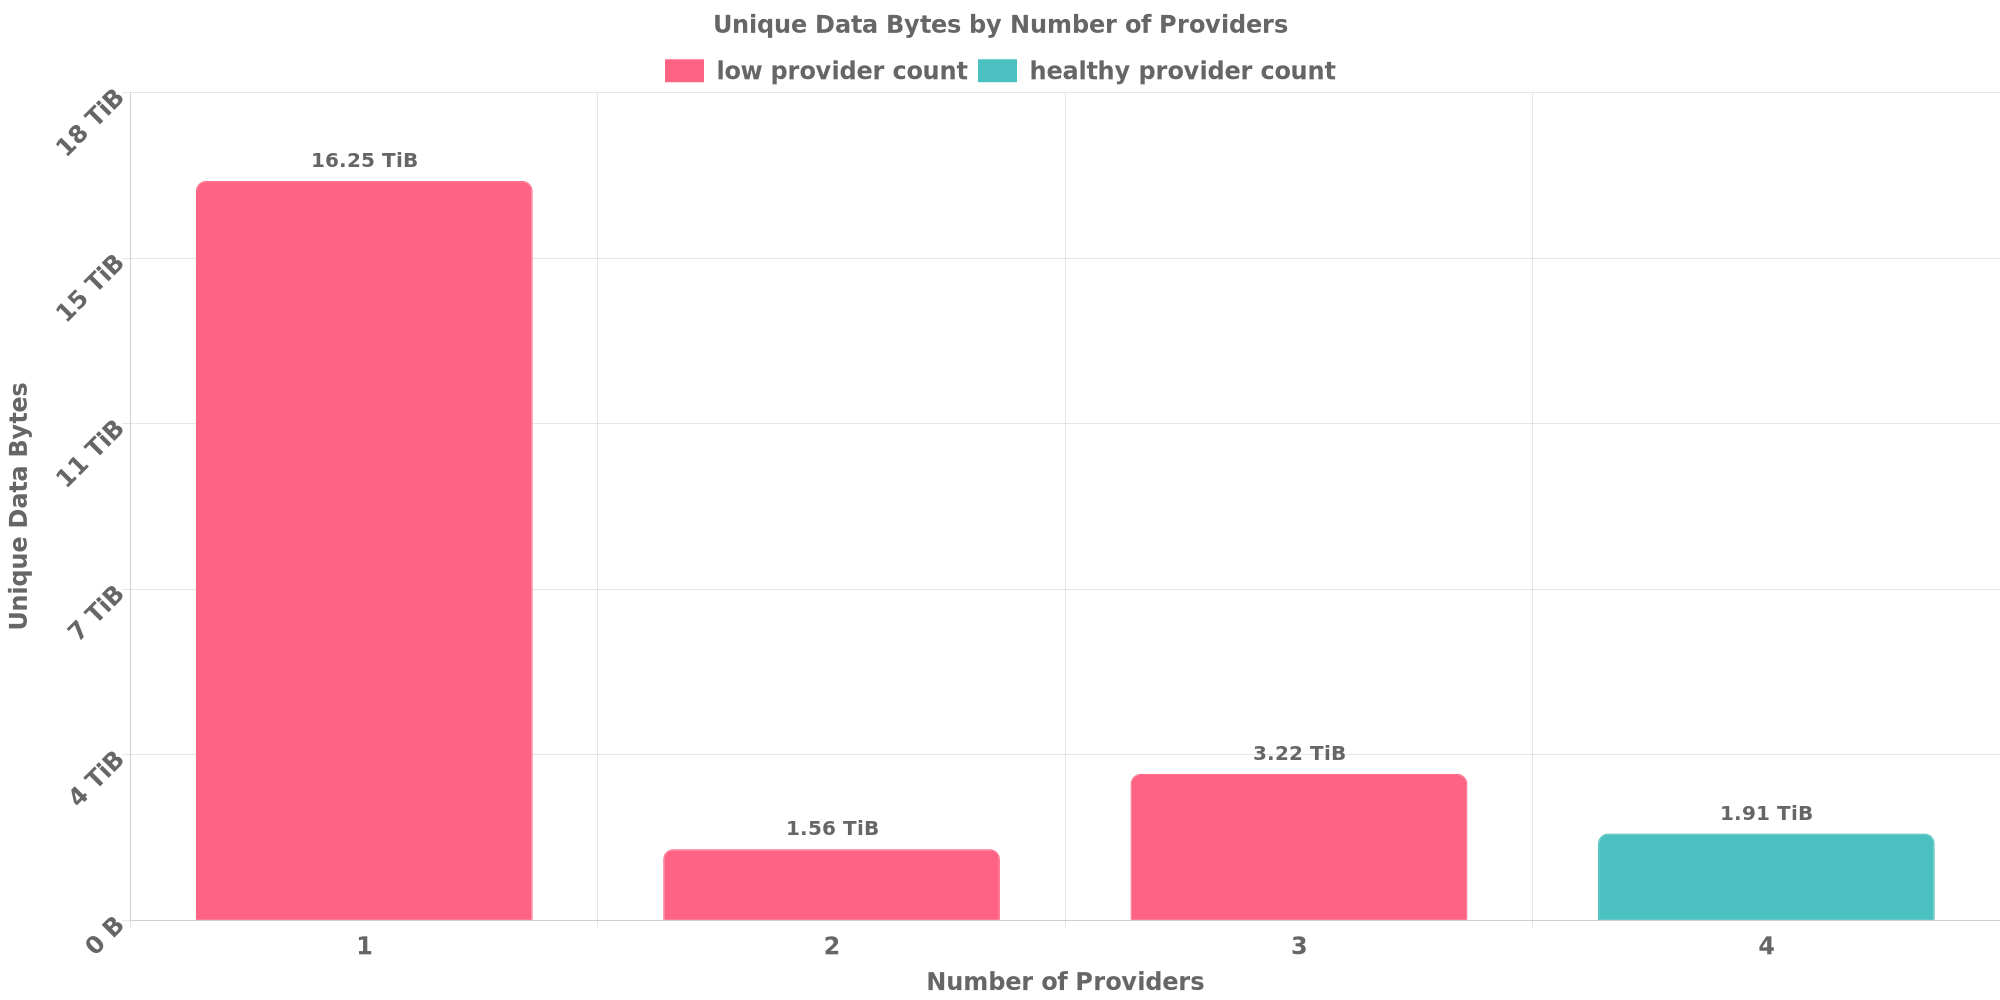 Unique Data Bytes by Number of Providers
low provider count healthy provider count
18 TiB
16.25 TiB
15 TiB
11 TiB
7 TiB
4 TiB
3.22 TiB
1.56 TiB
1.91 TiB
0 B
Unique Data Bytes
1 2 3 4
Number of Providers